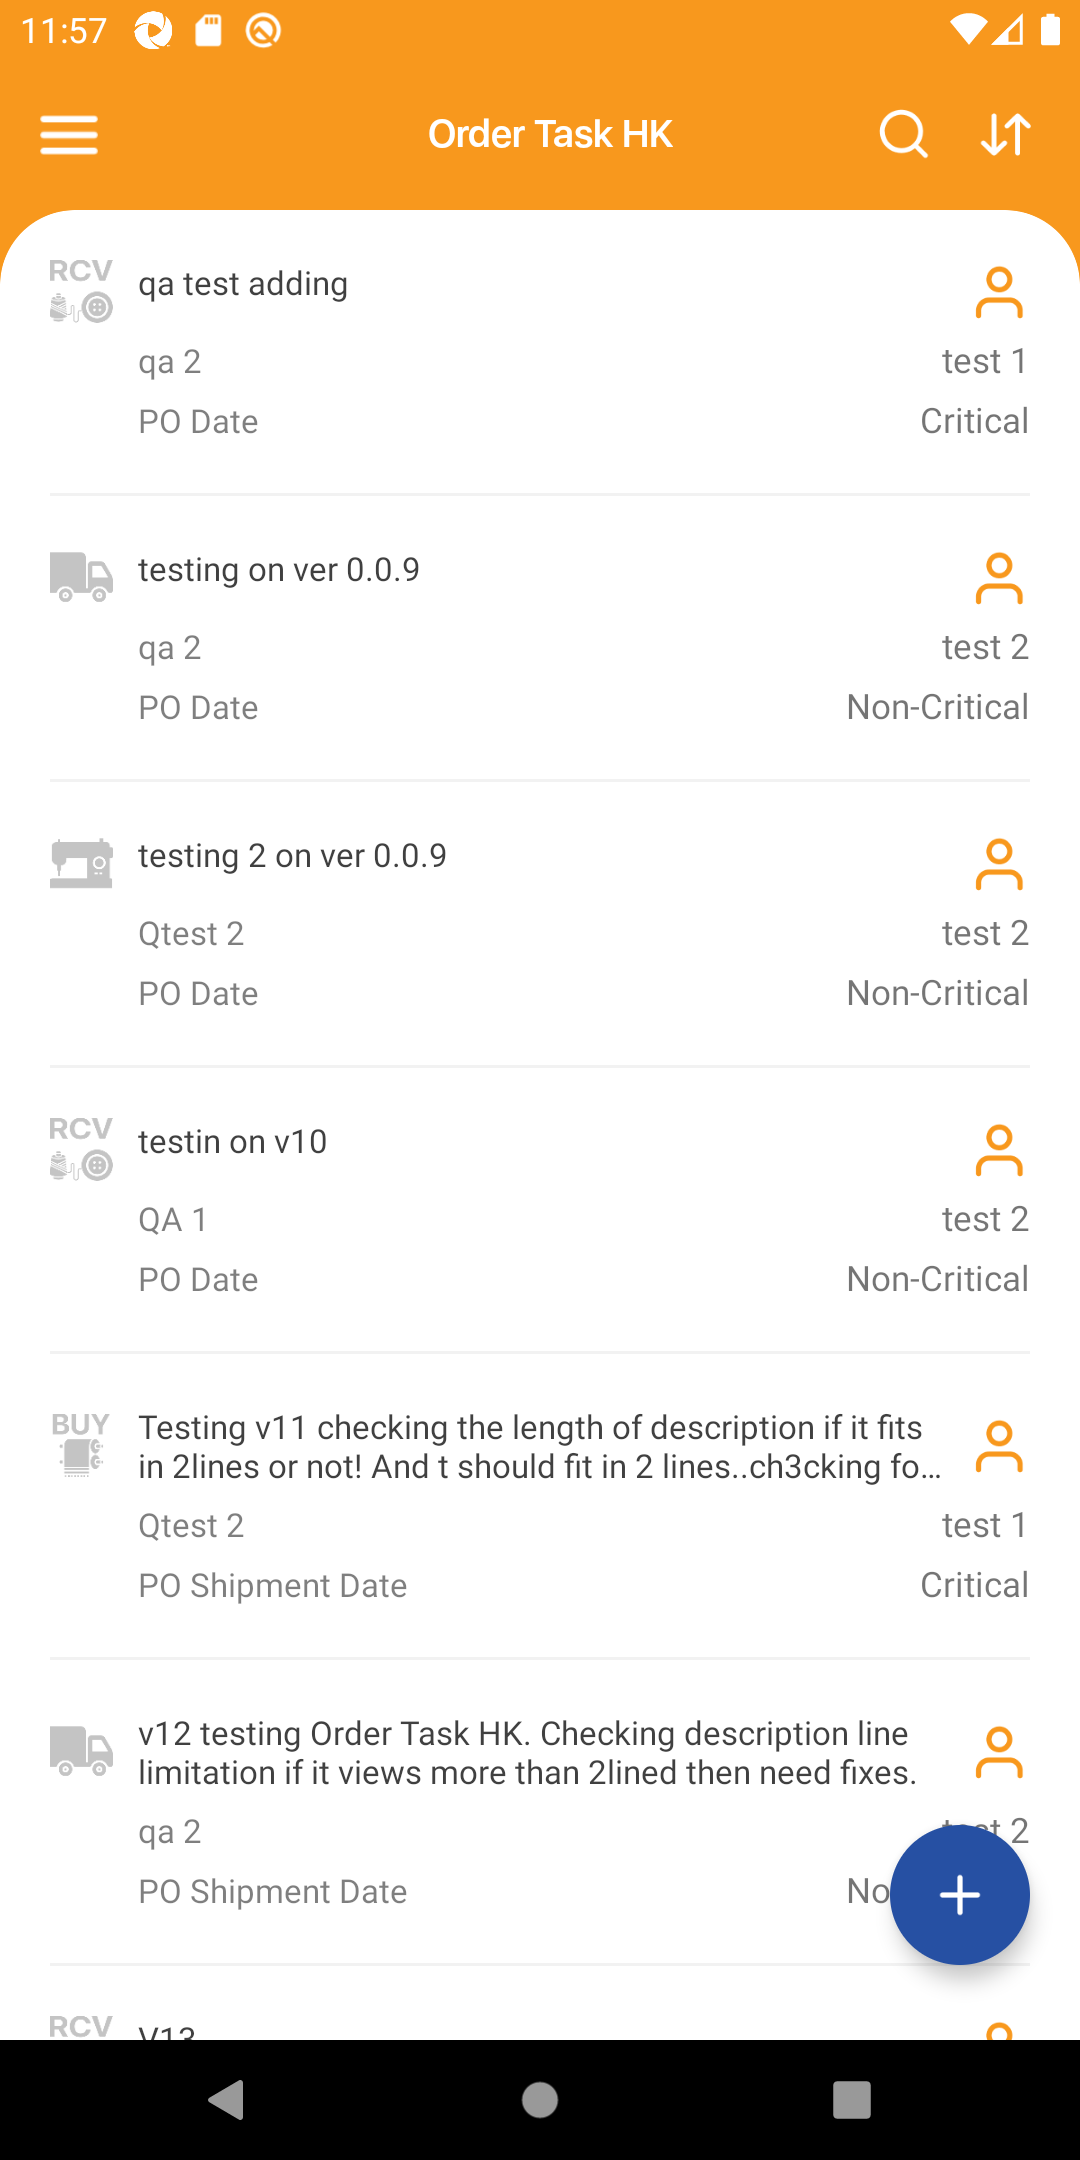 11:57
Order Task HK
RCV
qa test adding
qa 2
test 1
PO Date
Critical
testing on ver 0.0.9
qa 2
test 2
PO Date
Non-Critical
testing 2 on ver 0.0.9
Qtest 2
test 2
PO Date
Non-Critical
RCV
testin on v10
QA 1
test 2
PO Date
Non-Critical
BUY
Testing v11 checking the length of description if it fits
in 2lines or not! And t should fit in 2 lines..ch3cking fo...
Qtest 2
test 1
PO Shipment Date
Critical
v12 testing Order Task HK. Checking description line
limitation if it views more than 2lined then need fixes.
qa 2
test 2
PO Shipment Date
No
RCV
V13